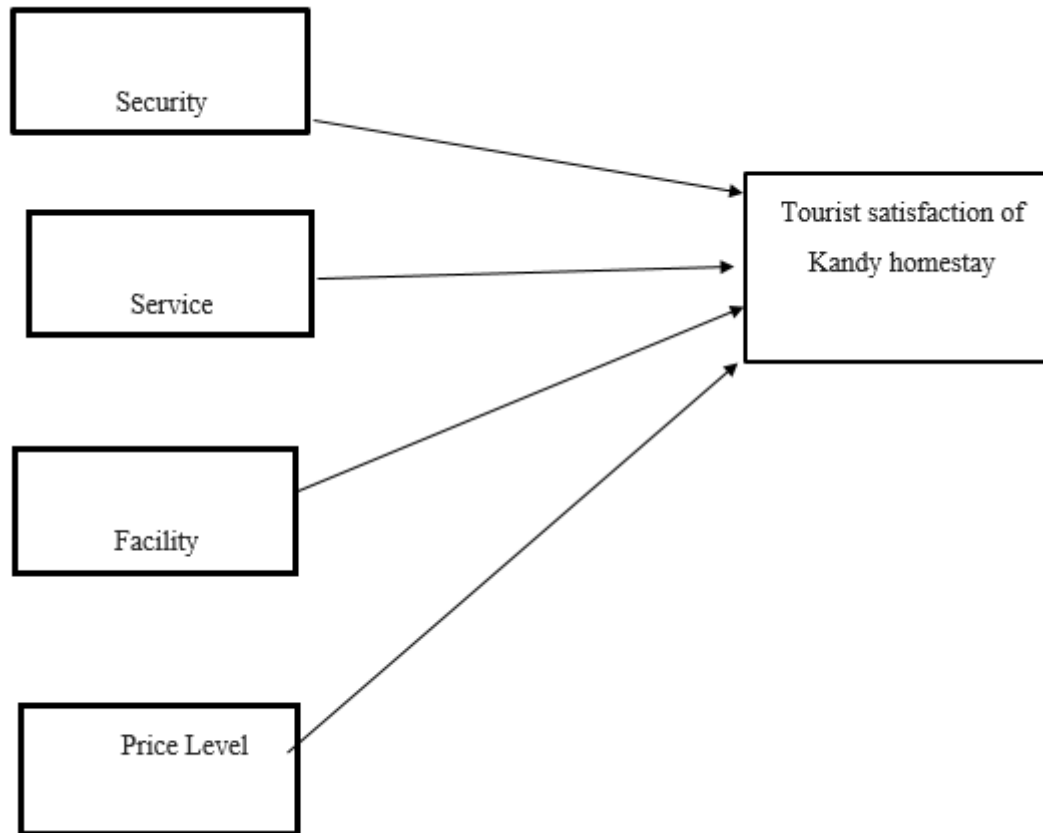 Security
Service
Facility
Price Level
Tourist satisfaction of
Kandy homestay